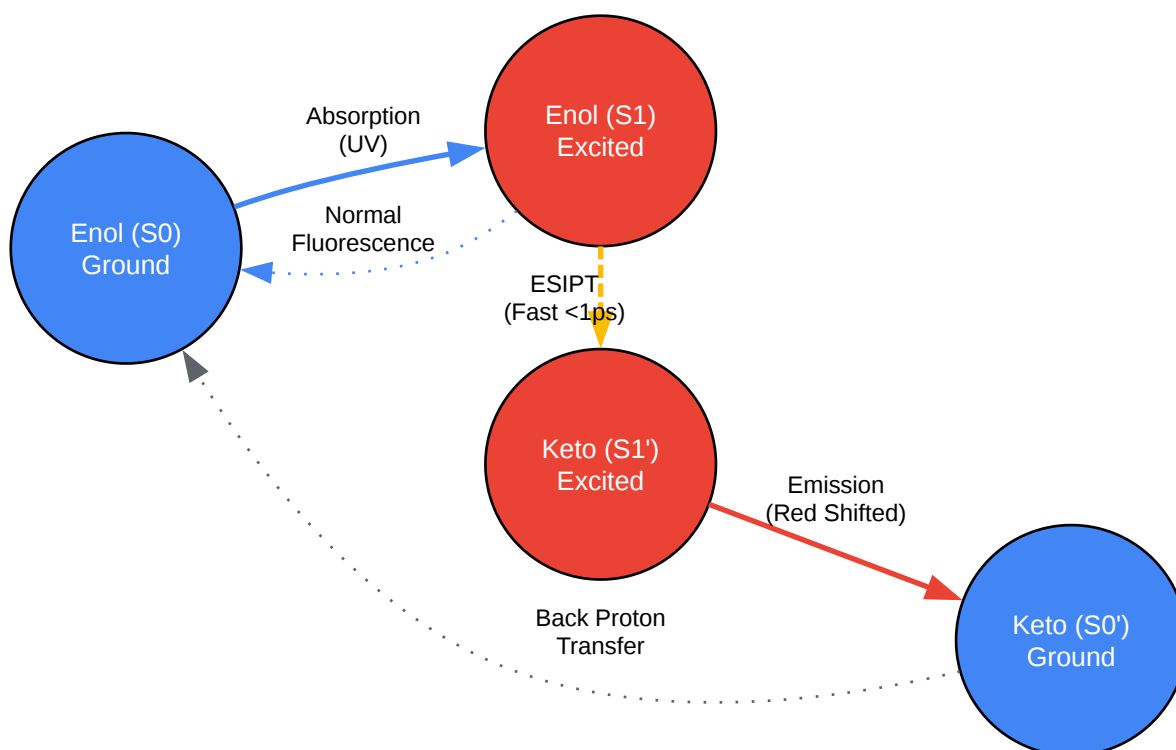 Enol (S0)
Ground
Absorption
(UV)
Normal
Fluorescence
Enol (S1)
Excited
ESIPT
(Fast <1ps)
Keto (S1')
Excited
Emission
(Red Shifted)
Keto (S0')
Ground
Back Proton
Transfer